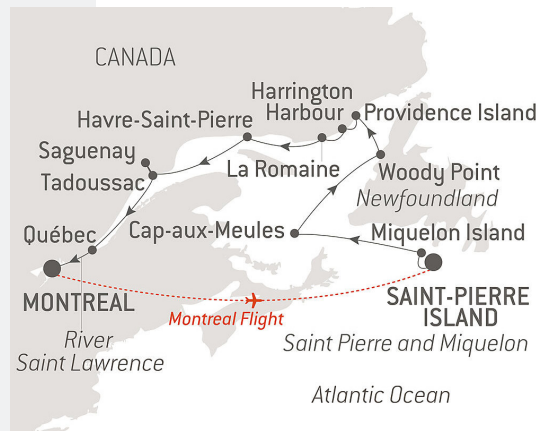 CANADA
Harrington
Harbour
Providence Island
Havre-Saint-Pierre
Saguenay
Tadoussac
La Romaine
Woody Point
Newfoundland
Québec
Cap-aux-Meules
Miquelon Island
MONTREAL
Montreal Flight
SAINT-PIERRE
ISLAND
River
Saint Lawrence
Saint Pierre and Miquelon
Atlantic Ocean